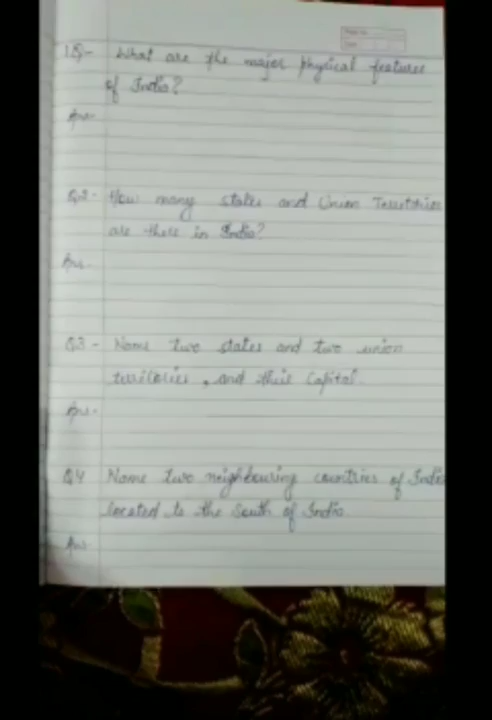 1Q- What are the major physical features
of India?
Ans-
Q.2- How many states and Union Territories
are there in India?
Ans.
Q3- Name two states and two union
territories, and their Capital.
Ans-
Q4 Name two neighbouring countries of India
located to the South of India.
Ans